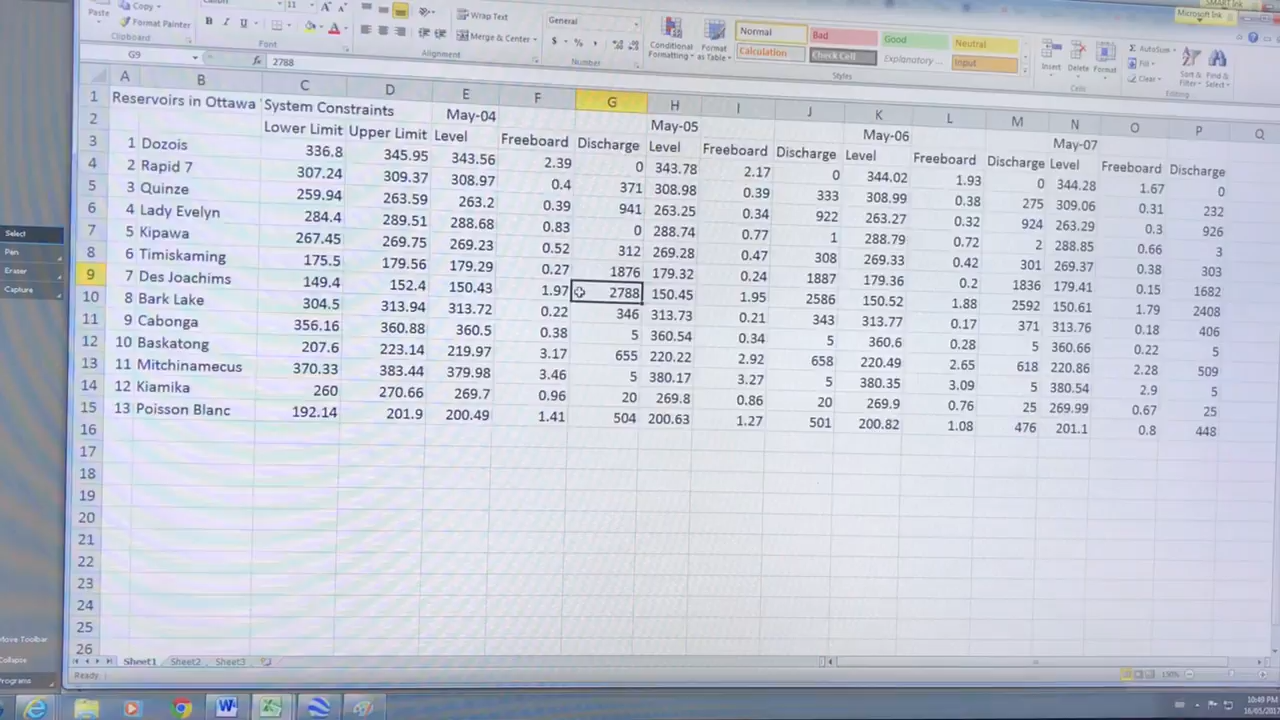 SMART Ink
Microsoft Ink
Copy
Format Painter
Clipboard
B I U
Font
11
Wrap Text
Merge & Center
Alignment
General
$ % ,
Number
Conditional Formatting
Format as Table
Normal
Bad
Good
Neutral
Calculation
Check Cell
Explanatory ...
Input
Styles
Insert
Delete
Format
Cells
AutoSum
Fill
Clear
Sort & Filter
Find & Select
Editing
G9 fx 2788
A B C D E F G H I J K L M N O P Q
1 Reservoirs in Ottawa System Constraints May-04 May-05 May-06 May-07
2 Lower Limit Upper Limit Level Freeboard Discharge Level Freeboard Discharge Level Freeboard Discharge Level Freeboard Discharge
3 1 Dozois 336.8 345.95 343.56 2.39 0 343.78 2.17 0 344.02 1.93 0 344.28 1.67 0
4 2 Rapid 7 307.24 309.37 308.97 0.4 371 308.98 0.39 333 308.99 0.38 275 309.06 0.31 232
5 3 Quinze 259.94 263.59 263.2 0.39 941 263.25 0.34 922 263.27 0.32 924 263.29 0.3 926
6 4 Lady Evelyn 284.4 289.51 288.68 0.83 0 288.74 0.77 1 288.79 0.72 2 288.85 0.66 3
7 5 Kipawa 267.45 269.75 269.23 0.52 312 269.28 0.47 308 269.33 0.42 301 269.37 0.38 303
8 6 Timiskaming 175.5 179.56 179.29 0.27 1876 179.32 0.24 1887 179.36 0.2 1836 179.41 0.15 1682
9 7 Des Joachims 149.4 152.4 150.43 1.97 2788 150.45 1.95 2586 150.52 1.88 2592 150.61 1.79 2408
10 8 Bark Lake 304.5 313.94 313.72 0.22 346 313.73 0.21 343 313.77 0.17 371 313.76 0.18 406
11 9 Cabonga 356.16 360.88 360.5 0.38 5 360.54 0.34 5 360.6 0.28 5 360.66 0.22 5
12 10 Baskatong 207.6 223.14 219.97 3.17 655 220.22 2.92 658 220.49 2.65 618 220.86 2.28 509
13 11 Mitchinamecus 370.33 383.44 379.98 3.46 5 380.17 3.27 5 380.35 3.09 5 380.54 2.9 5
14 12 Kiamika 260 270.66 269.7 0.96 20 269.8 0.86 20 269.9 0.76 25 269.99 0.67 25
15 13 Poisson Blanc 192.14 201.9 200.49 1.41 504 200.63 1.27 501 200.82 1.08 476 201.1 0.8 448
16
17
18
19
20
21
22
23
24
25
26
Select
Pen
Eraser
Capture
Move Toolbar
Collapse
Programs
Sheet1 Sheet2 Sheet3
Ready
10:49 PM
16/05/2017